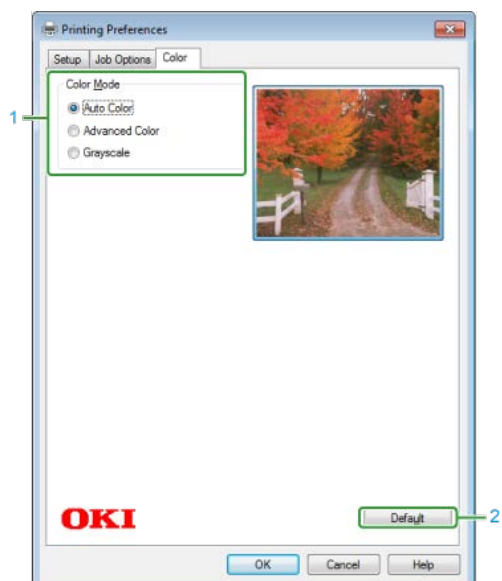 Printing Preferences
Setup Job Options Color
Color Mode
1
Auto Color
Advanced Color
Grayscale
OKI
Default
2
OK Cancel Help